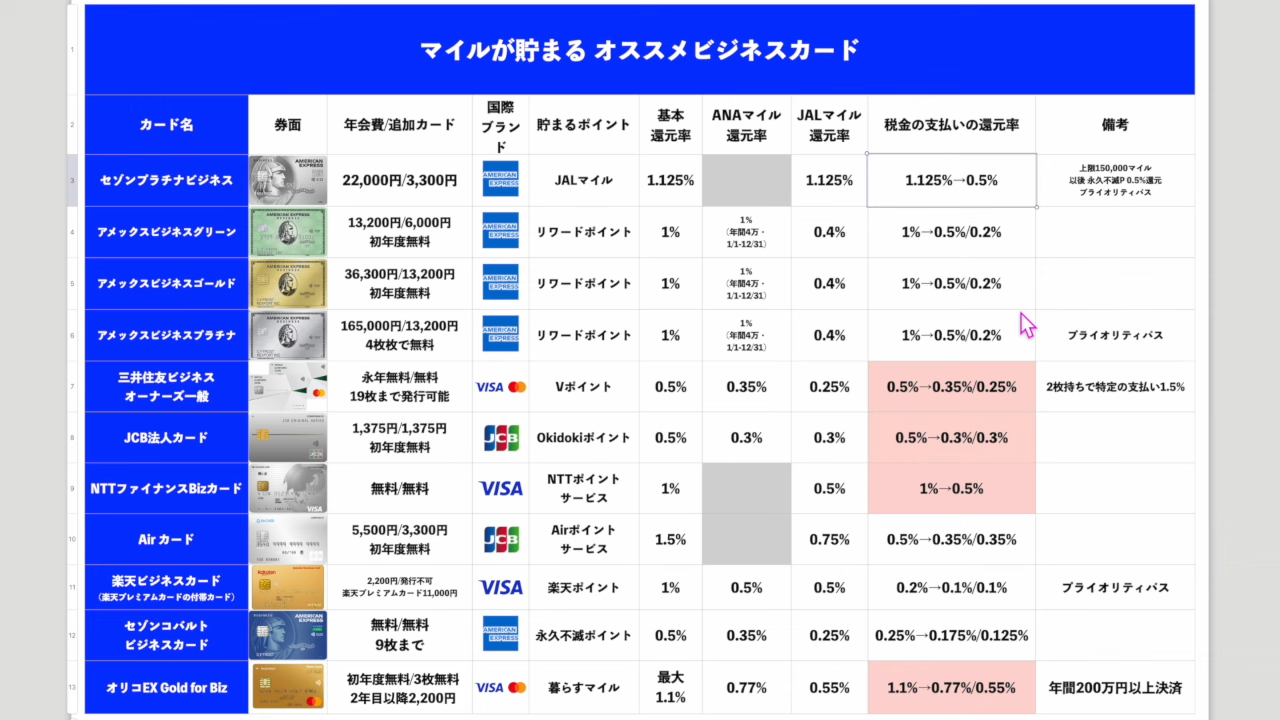 マイルが貯まる オススメビジネスカード
カード名
券面
年会費/追加カード
国際
ブラン
ド
貯まるポイント
基本
還元率
ANAマイル
還元率
JALマイル
還元率
税金の支払いの還元率
備考
セゾンプラチナビジネス
22,000円/3,300円
JALマイル
1.125%
1.125%
1.125%→0.5%
上限150,000マイル
以後 永久不滅P 0.5%還元
プライオリティパス
アメックスビジネスグリーン
13,200円/6,000円
初年度無料
リワードポイント
1%
1%
（年間4万・
1/1-12/31）
0.4%
1%→0.5%/0.2%
アメックスビジネスゴールド
36,300円/13,200円
初年度無料
リワードポイント
1%
1%
（年間4万・
1/1-12/31）
0.4%
1%→0.5%/0.2%
アメックスビジネスプラチナ
165,000円/13,200円
4枚枚で無料
リワードポイント
1%
1%
（年間4万・
1/1-12/31）
0.4%
1%→0.5%/0.2%
プライオリティパス
三井住友ビジネス
オーナーズ一般
永年無料/無料
19枚まで発行可能
VISA
Vポイント
0.5%
0.35%
0.25%
0.5%→0.35%/0.25%
2枚持ちで特定の支払い1.5%
JCB法人カード
1,375円/1,375円
初年度無料
JCB
Okidokiポイント
0.5%
0.3%
0.3%
0.5%→0.3%/0.3%
NTTファイナンスBizカード
無料/無料
VISA
NTTポイント
サービス
1%
0.5%
1%→0.5%
Air カード
5,500円/3,300円
初年度無料
JCB
Airポイント
サービス
1.5%
0.75%
0.5%→0.35%/0.35%
楽天ビジネスカード
（楽天プレミアムカードの付帯カード）
2,200円/発行不可
楽天プレミアムカード11,000円
VISA
楽天ポイント
1%
0.5%
0.5%
0.2%→0.1%/0.1%
プライオリティパス
セゾンコバルト
ビジネスカード
無料/無料
9枚まで
AMERICAN
EXPRESS
永久不滅ポイント
0.5%
0.35%
0.25%
0.25%→0.175%/0.125%
オリコEX Gold for Biz
初年度無料/3枚無料
2年目以降2,200円
VISA
暮らすマイル
最大
1.1%
0.77%
0.55%
1.1%→0.77%/0.55%
年間200万円以上決済